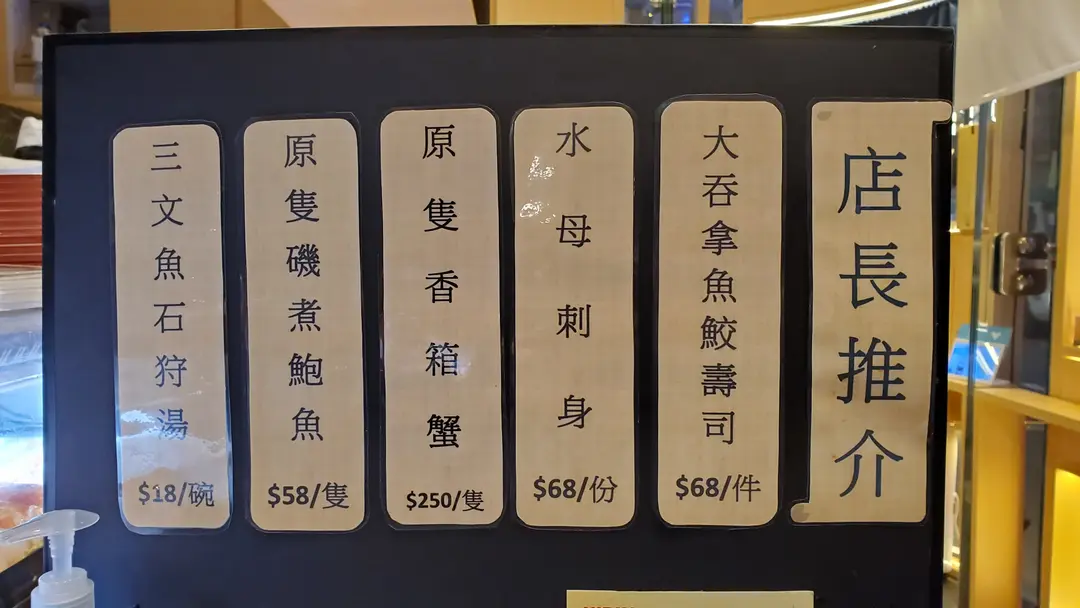 店長推介
大吞拿魚鮫壽司
$68/件
水母刺身
$68/份
原隻香箱蟹
$250/隻
原隻磯煮鮑魚
$58/隻
三文魚石狩湯
$18/碗